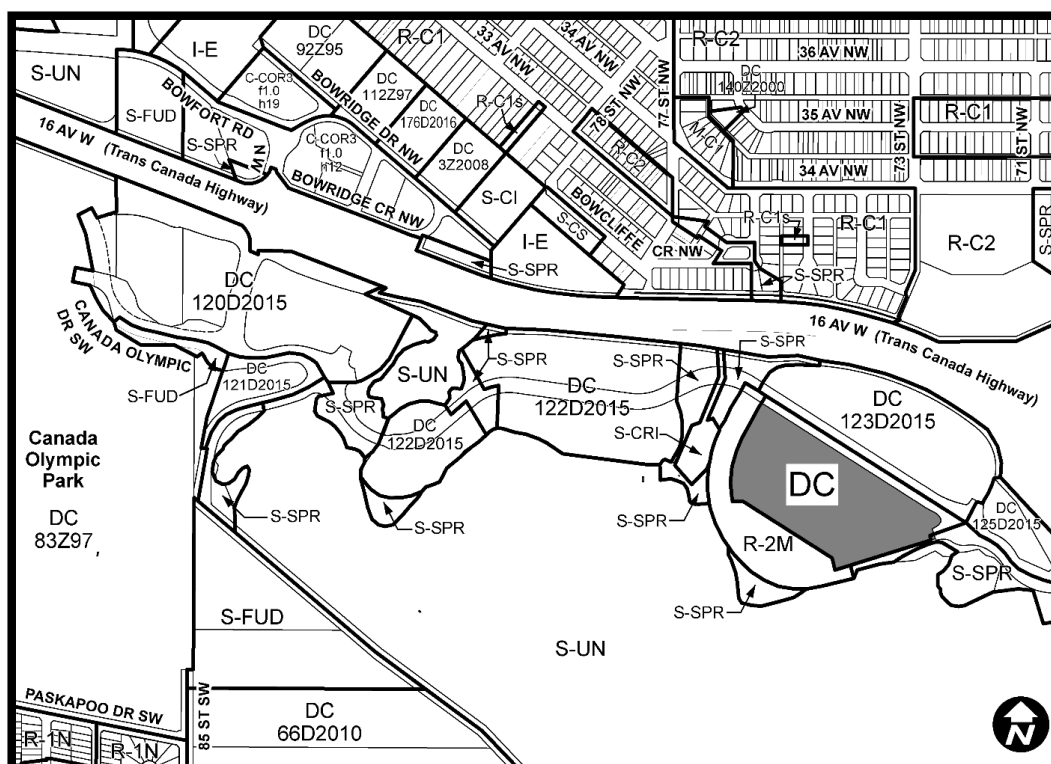 DC
92Z95
R-C1
33 AV NW
34 AV NW
77 ST NW
R-C2
36 AV NW
I-E
S-UN
C-COR3
f1.0
h19
BOWRIDGE DR NW
DC
112Z97
DC
176D2016
R-C1s
78 ST NW
DC
140Z2000
R-C1
35 AV NW
73 ST NW
71 ST NW
S-FUD
BOWFORT RD
NW
S-SPR
C-COR3
f1.0
h12
DC
3Z2008
R-C2
M-C1
34 AV NW
16 AV W (Trans Canada Highway)
BOWRIDGE CR NW
S-CI
S-CS
BOWCLIFFE
CR NW
R-C1s
R-C1
R-C2
S-SPR
I-E
S-SPR
S-SPR
DC
120D2015
16 AV W (Trans Canada Highway)
CANADA OLYMPIC
DR SW
S-FUD
DC
121D2015
S-SPR
S-UN
S-SPR
DC
122D2015
S-SPR
DC
122D2015
S-SPR
S-SPR
DC
123D2015
S-CRI
Canada
Olympic
Park
DC
83Z97
S-SPR
S-SPR
S-SPR
DC
R-2M
DC
125D2015
S-SPR
S-SPR
S-FUD
S-UN
PASKAPOO DR SW
85 ST SW
DC
66D2010
R-1N
R-1N
N